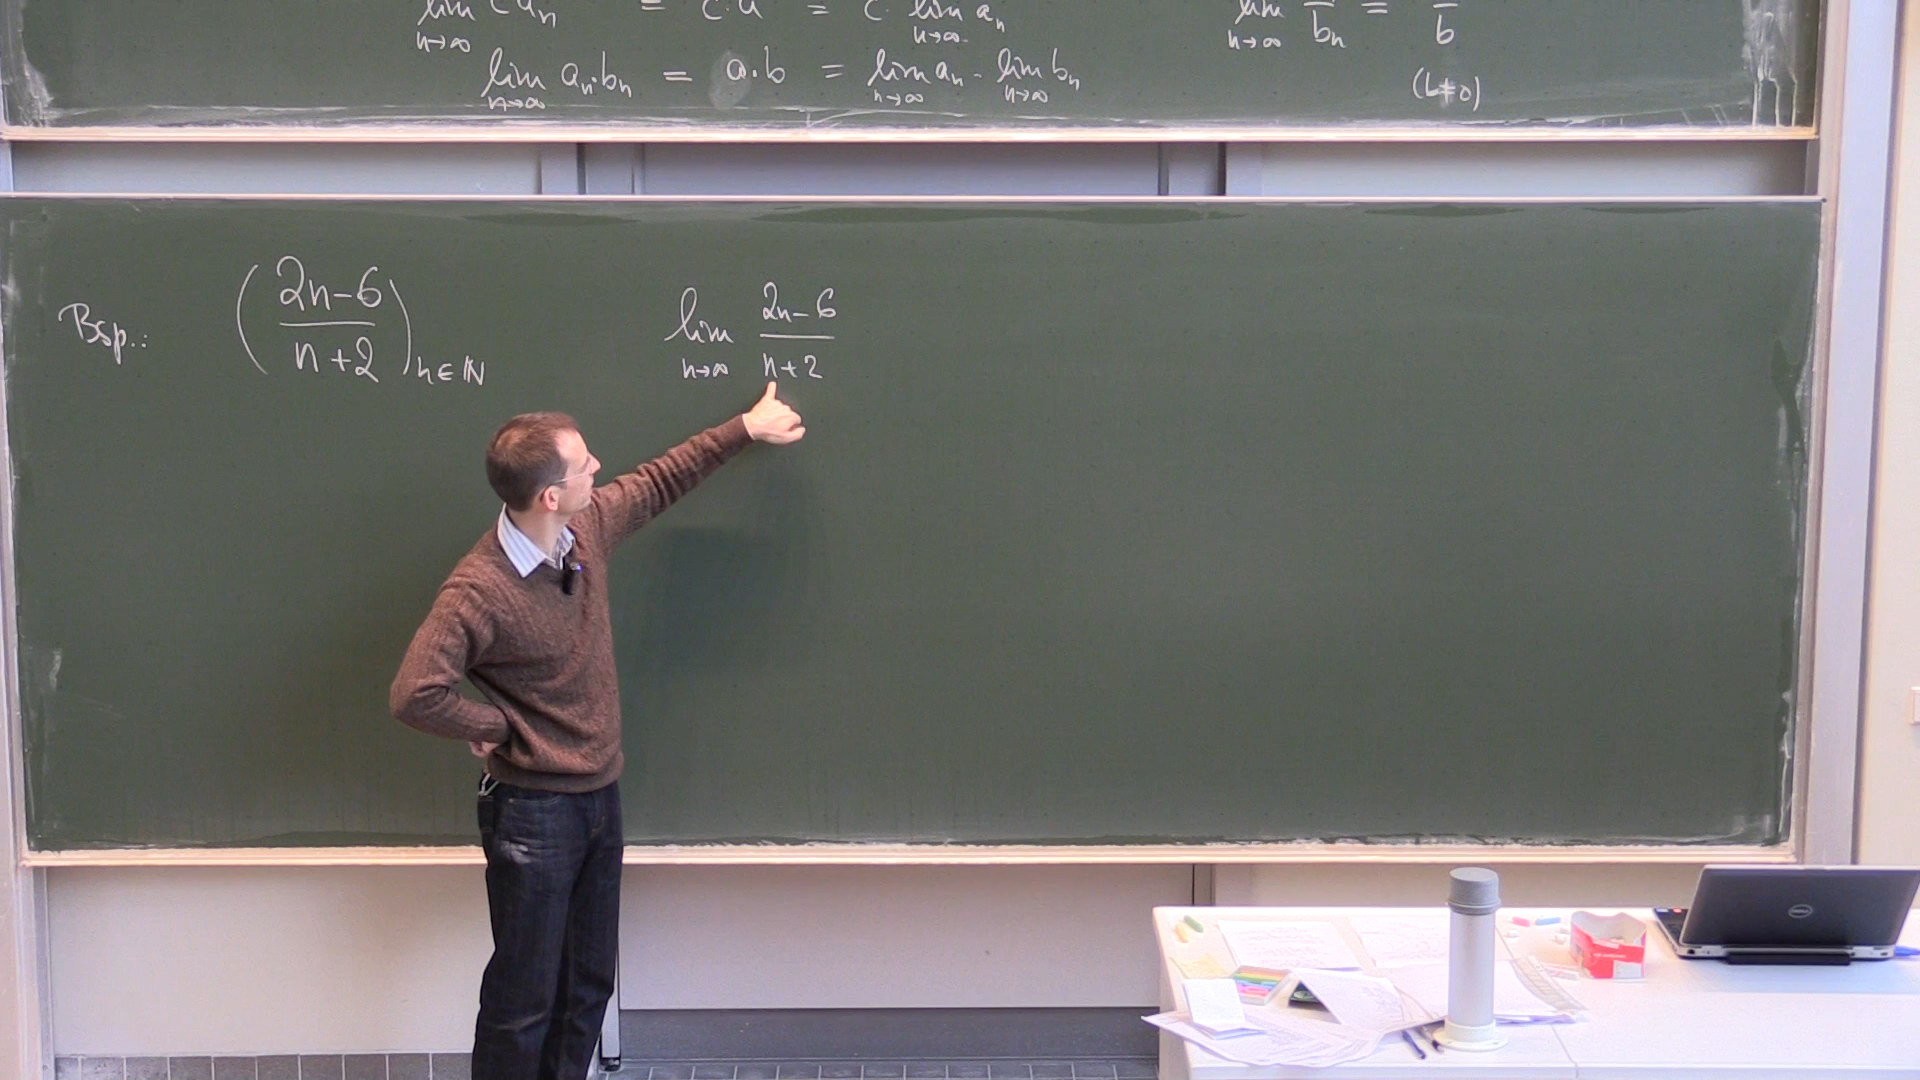 lim c aₙ = c·a = c· lim aₙ
n→∞ n→∞
lim aₙ·bₙ = a·b = lim aₙ · lim bₙ
n→∞ n→∞ n→∞
lim bₙ = b
n→∞
(b≠0)
Bsp.: ( (2n-6)/(n+2) ) n∈ℕ
lim (2n-6)/(n+2)
n→∞
DELL